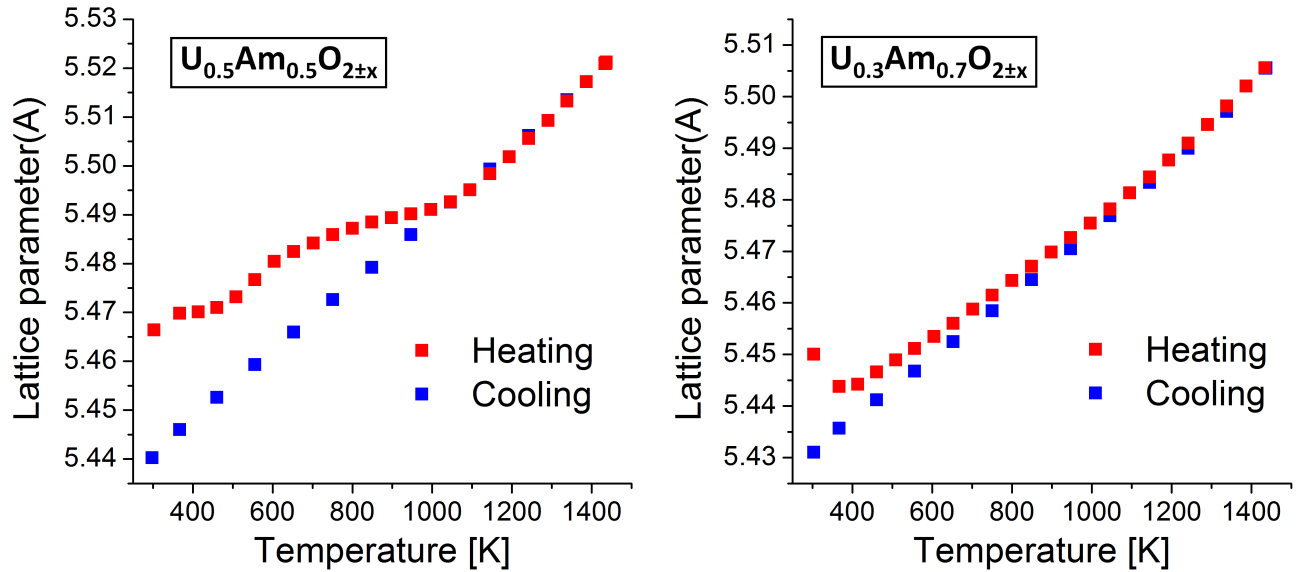 U0.5Am0.5O2±x
Lattice parameter(A)
5.53
5.52
5.51
5.50
5.49
5.48
5.47
5.46
5.45
5.44
Heating
Cooling
400 600 800 1000 1200 1400
Temperature [K]
U0.3Am0.7O2±x
Lattice parameter(A)
5.51
5.50
5.49
5.48
5.47
5.46
5.45
5.44
5.43
Heating
Cooling
400 600 800 1000 1200 1400
Temperature [K]